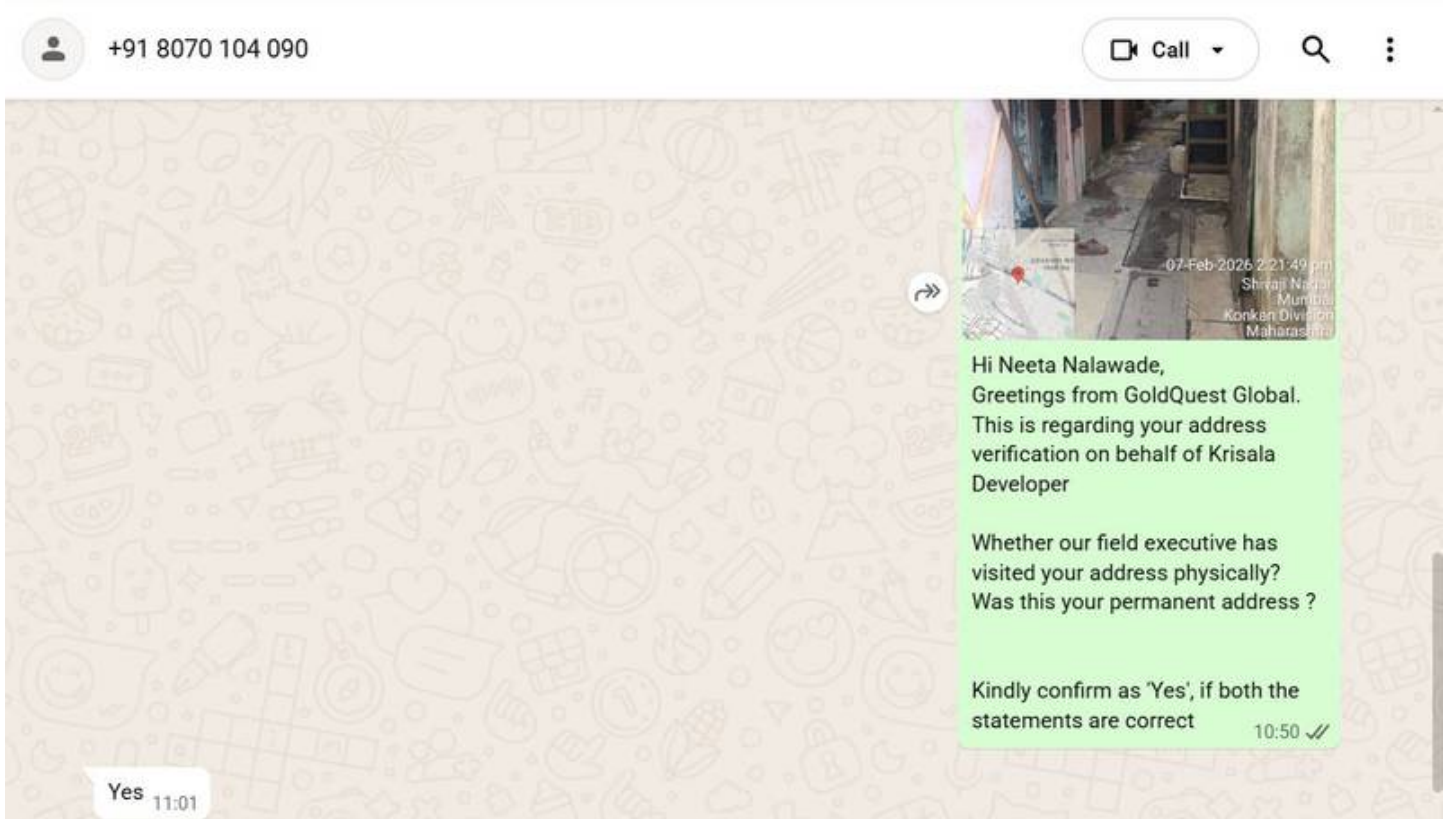 +91 8070 104 090
Call
07-Feb-2026 2:21:49 pm
Shivaji Nagar
Mumbai
Konkan Division
Maharashtra
Hi Neeta Nalawade,
Greetings from GoldQuest Global.
This is regarding your address
verification on behalf of Krisala
Developer
Whether our field executive has
visited your address physically?
Was this your permanent address ?
Kindly confirm as 'Yes', if both the
statements are correct
10:50
Yes 11:01